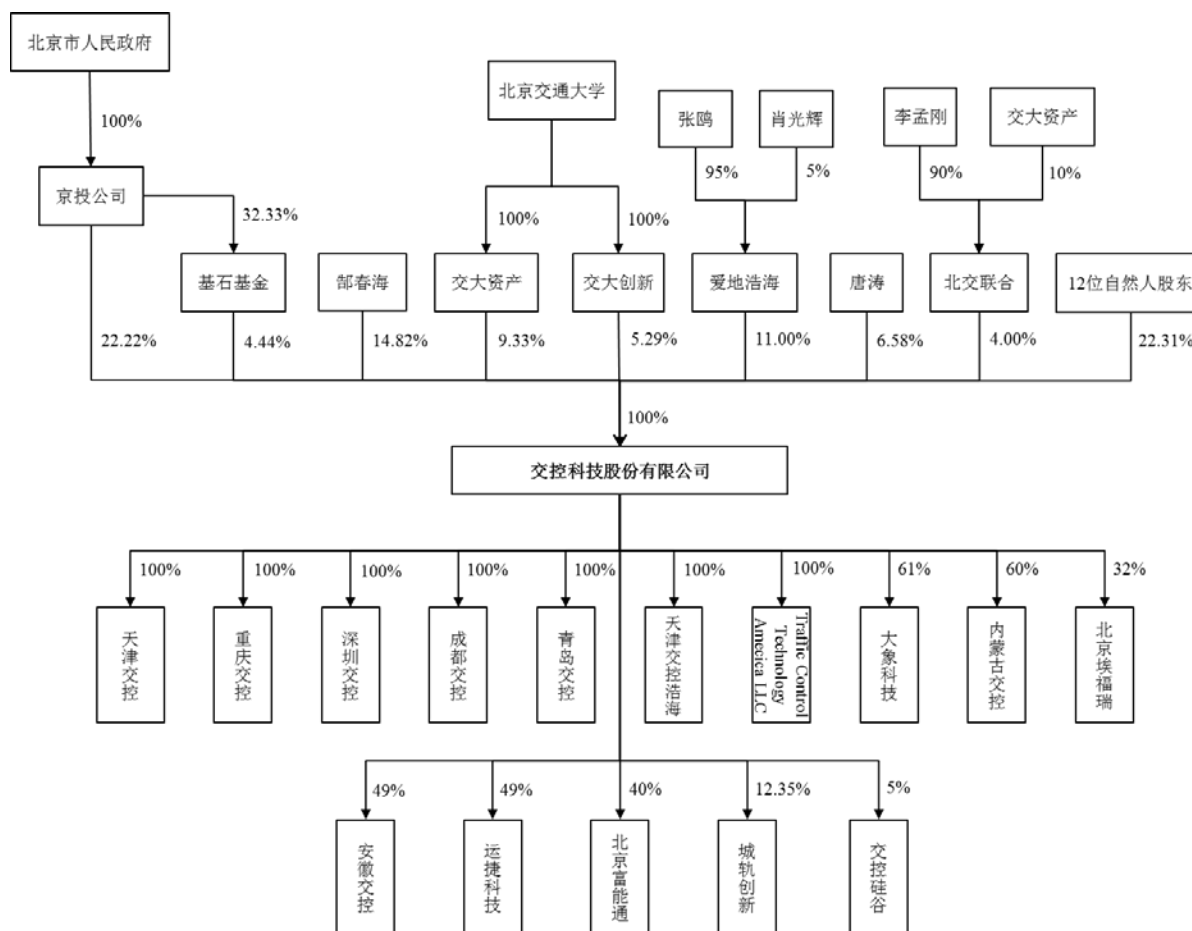 北京市人民政府
北京交通大学
张鸥
肖光辉
李孟刚
交大资产
100%
95%
5%
90%
10%
京投公司
32.33%
100%
100%
基石基金
郜春海
交大资产
交大创新
爱地浩海
唐涛
北交联合
12位自然人股东
22.22%
4.44%
14.82%
9.33%
5.29%
11.00%
6.58%
4.00%
22.31%
100%
交控科技股份有限公司
100%
100%
100%
100%
100%
100%
100%
61%
60%
32%
天津交控
重庆交控
深圳交控
成都交控
青岛交控
天津交控浩海
Traffic Control
Technology
Amecica LLC
大象科技
内蒙古交控
北京埃福瑞
49%
49%
40%
12.35%
5%
安徽交控
运捷科技
北京富能通
城轨创新
交控硅谷